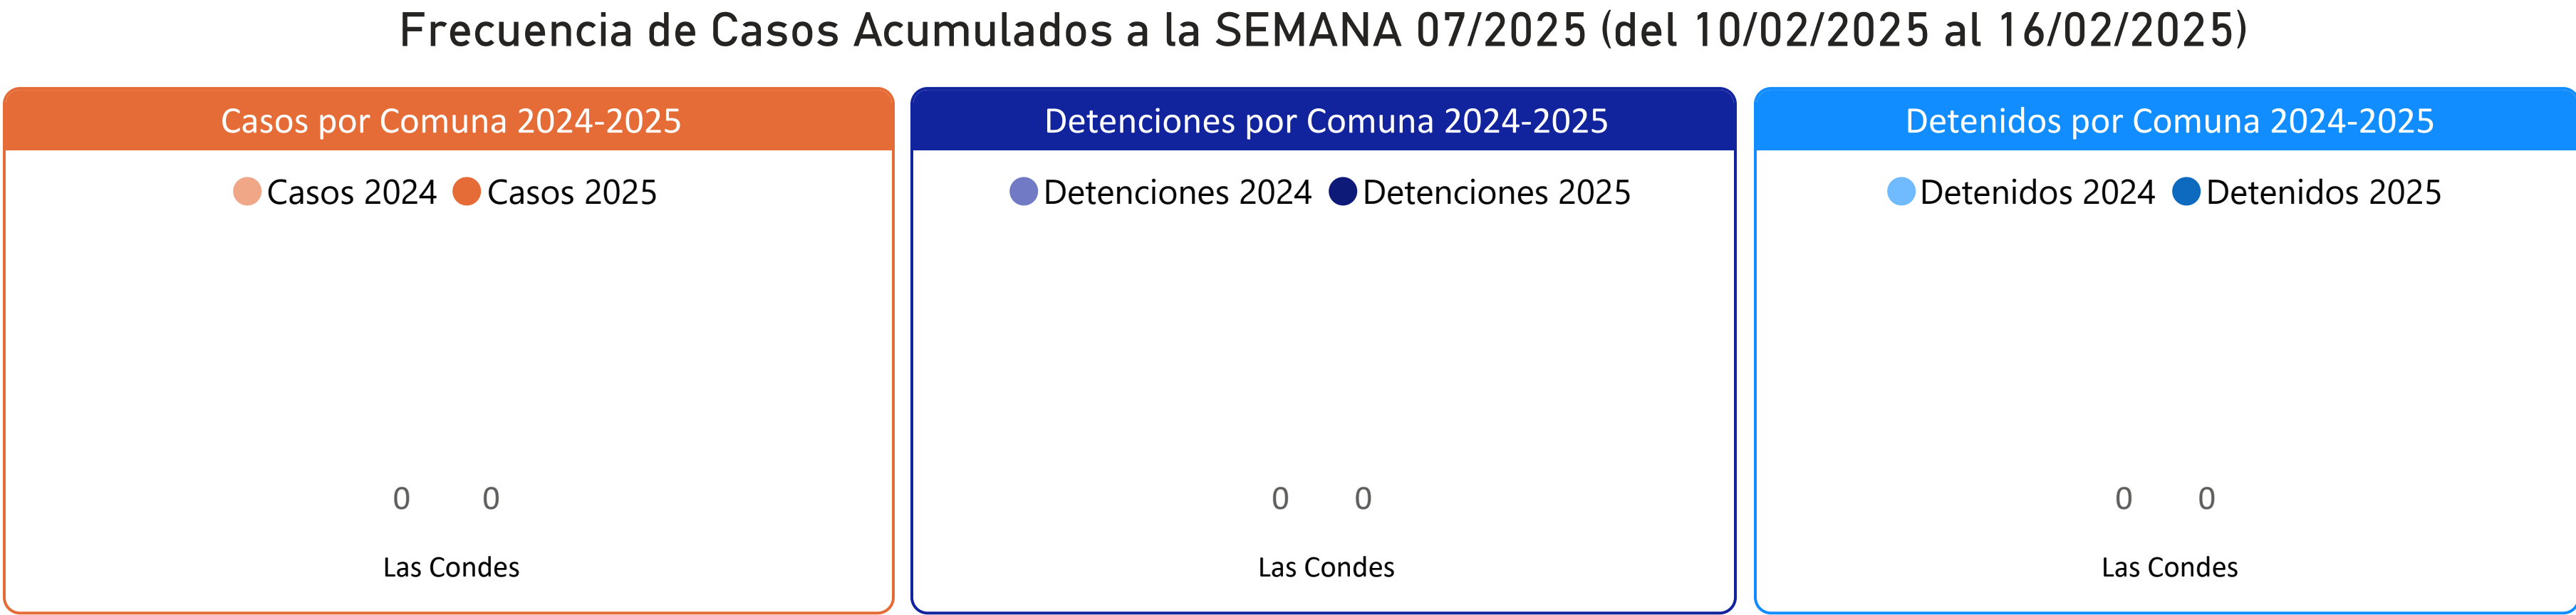 Frecuencia de Casos Acumulados a la SEMANA 07/2025 (del 10/02/2025 al 16/02/2025)
Casos por Comuna 2024-2025
Casos 2024 Casos 2025
0 0
Las Condes
Detenciones por Comuna 2024-2025
Detenciones 2024 Detenciones 2025
0 0
Las Condes
Detenidos por Comuna 2024-2025
Detenidos 2024 Detenidos 2025
0 0
Las Condes